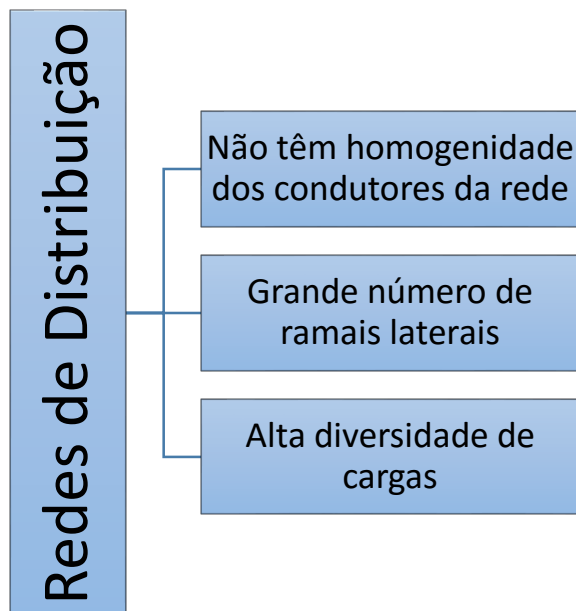 Redes de Distribuição
Não têm homogenidade
dos condutores da rede
Grande número de
ramais laterais
Alta diversidade de
cargas